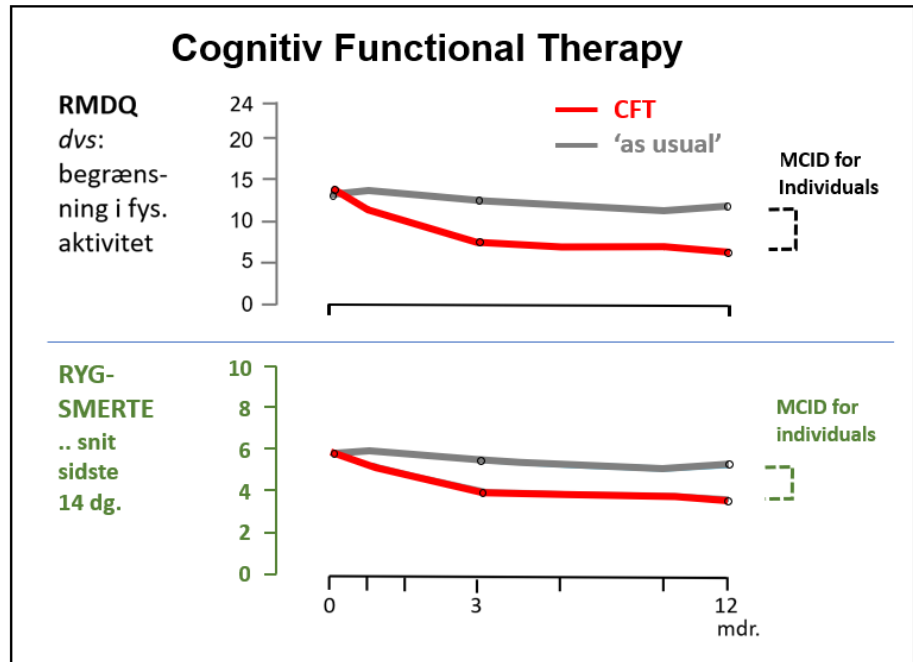 Cognitiv Functional Therapy
RMDQ
dvs:
begræns-
ning i fys.
aktivitet
24
20
15
10
5
0
CFT
'as usual'
MCID for
Individuals
RYG-
SMERTE
.. snit
sidste
14 dg.
10
8
6
4
2
0
MCID for
individuals
0
3
12
mdr.